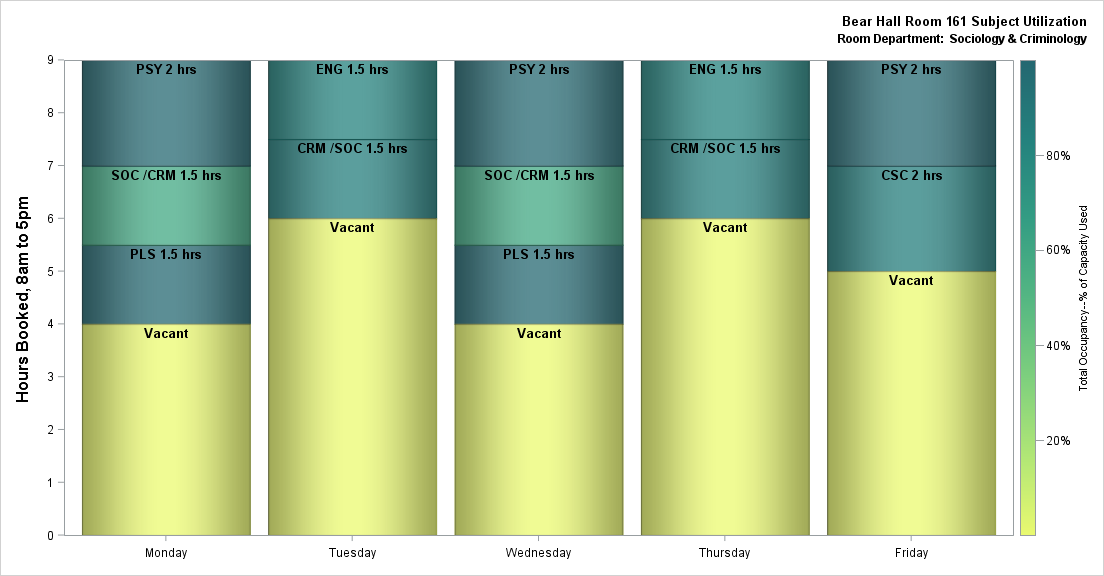 Bear Hall Room 161 Subject Utilization
Room Department: Sociology & Criminology
Hours Booked, 8am to 5pm
9
8
7
6
5
4
3
2
1
0
PSY 2 hrs
SOC /CRM 1.5 hrs
PLS 1.5 hrs
Vacant
ENG 1.5 hrs
CRM /SOC 1.5 hrs
Vacant
PSY 2 hrs
SOC /CRM 1.5 hrs
PLS 1.5 hrs
Vacant
ENG 1.5 hrs
CRM /SOC 1.5 hrs
Vacant
PSY 2 hrs
CSC 2 hrs
Vacant
Monday
Tuesday
Wednesday
Thursday
Friday
80%
60%
40%
20%
Total Occupancy--% of Capacity Used